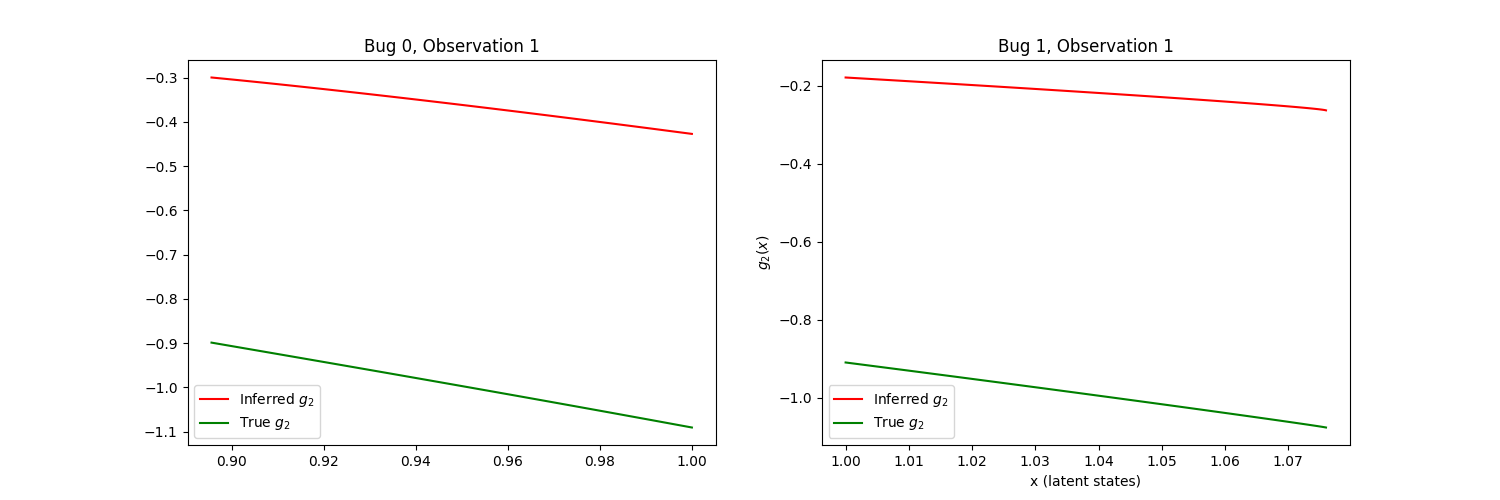 Bug 0, Observation 1
−0.3
−0.4
−0.5
−0.6
−0.7
−0.8
−0.9
−1.0
−1.1
Inferred g₂
True g₂
0.90 0.92 0.94 0.96 0.98 1.00
Bug 1, Observation 1
g₂(x)
−0.2
−0.4
−0.6
−0.8
−1.0
Inferred g₂
True g₂
1.00 1.01 1.02 1.03 1.04 1.05 1.06 1.07
x (latent states)